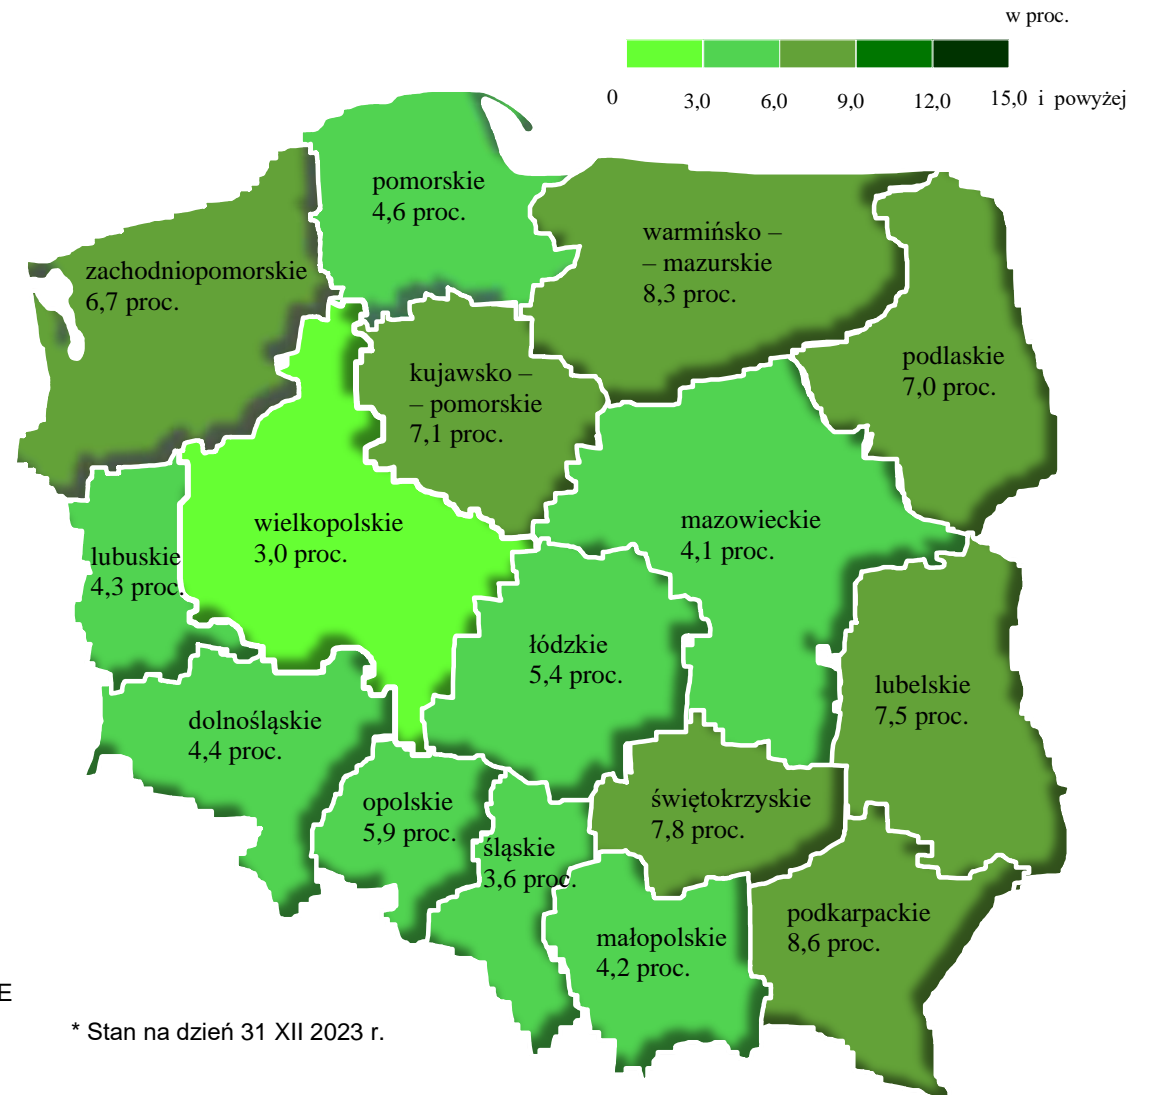 w proc.
0 3,0 6,0 9,0 12,0 15,0 i powyżej
pomorskie
4,6 proc.
warmińsko –
– mazurskie
8,3 proc.
zachodniopomorskie
6,7 proc.
podlaskie
7,0 proc.
kujawsko –
– pomorskie
7,1 proc.
wielkopolskie
3,0 proc.
mazowieckie
4,1 proc.
lubuskie
4,3 proc.
łódzkie
5,4 proc.
lubelskie
7,5 proc.
dolnośląskie
4,4 proc.
opolskie
5,9 proc.
świętokrzyskie
7,8 proc.
śląskie
3,6 proc.
podkarpackie
8,6 proc.
małopolskie
4,2 proc.
E
* Stan na dzień 31 XII 2023 r.